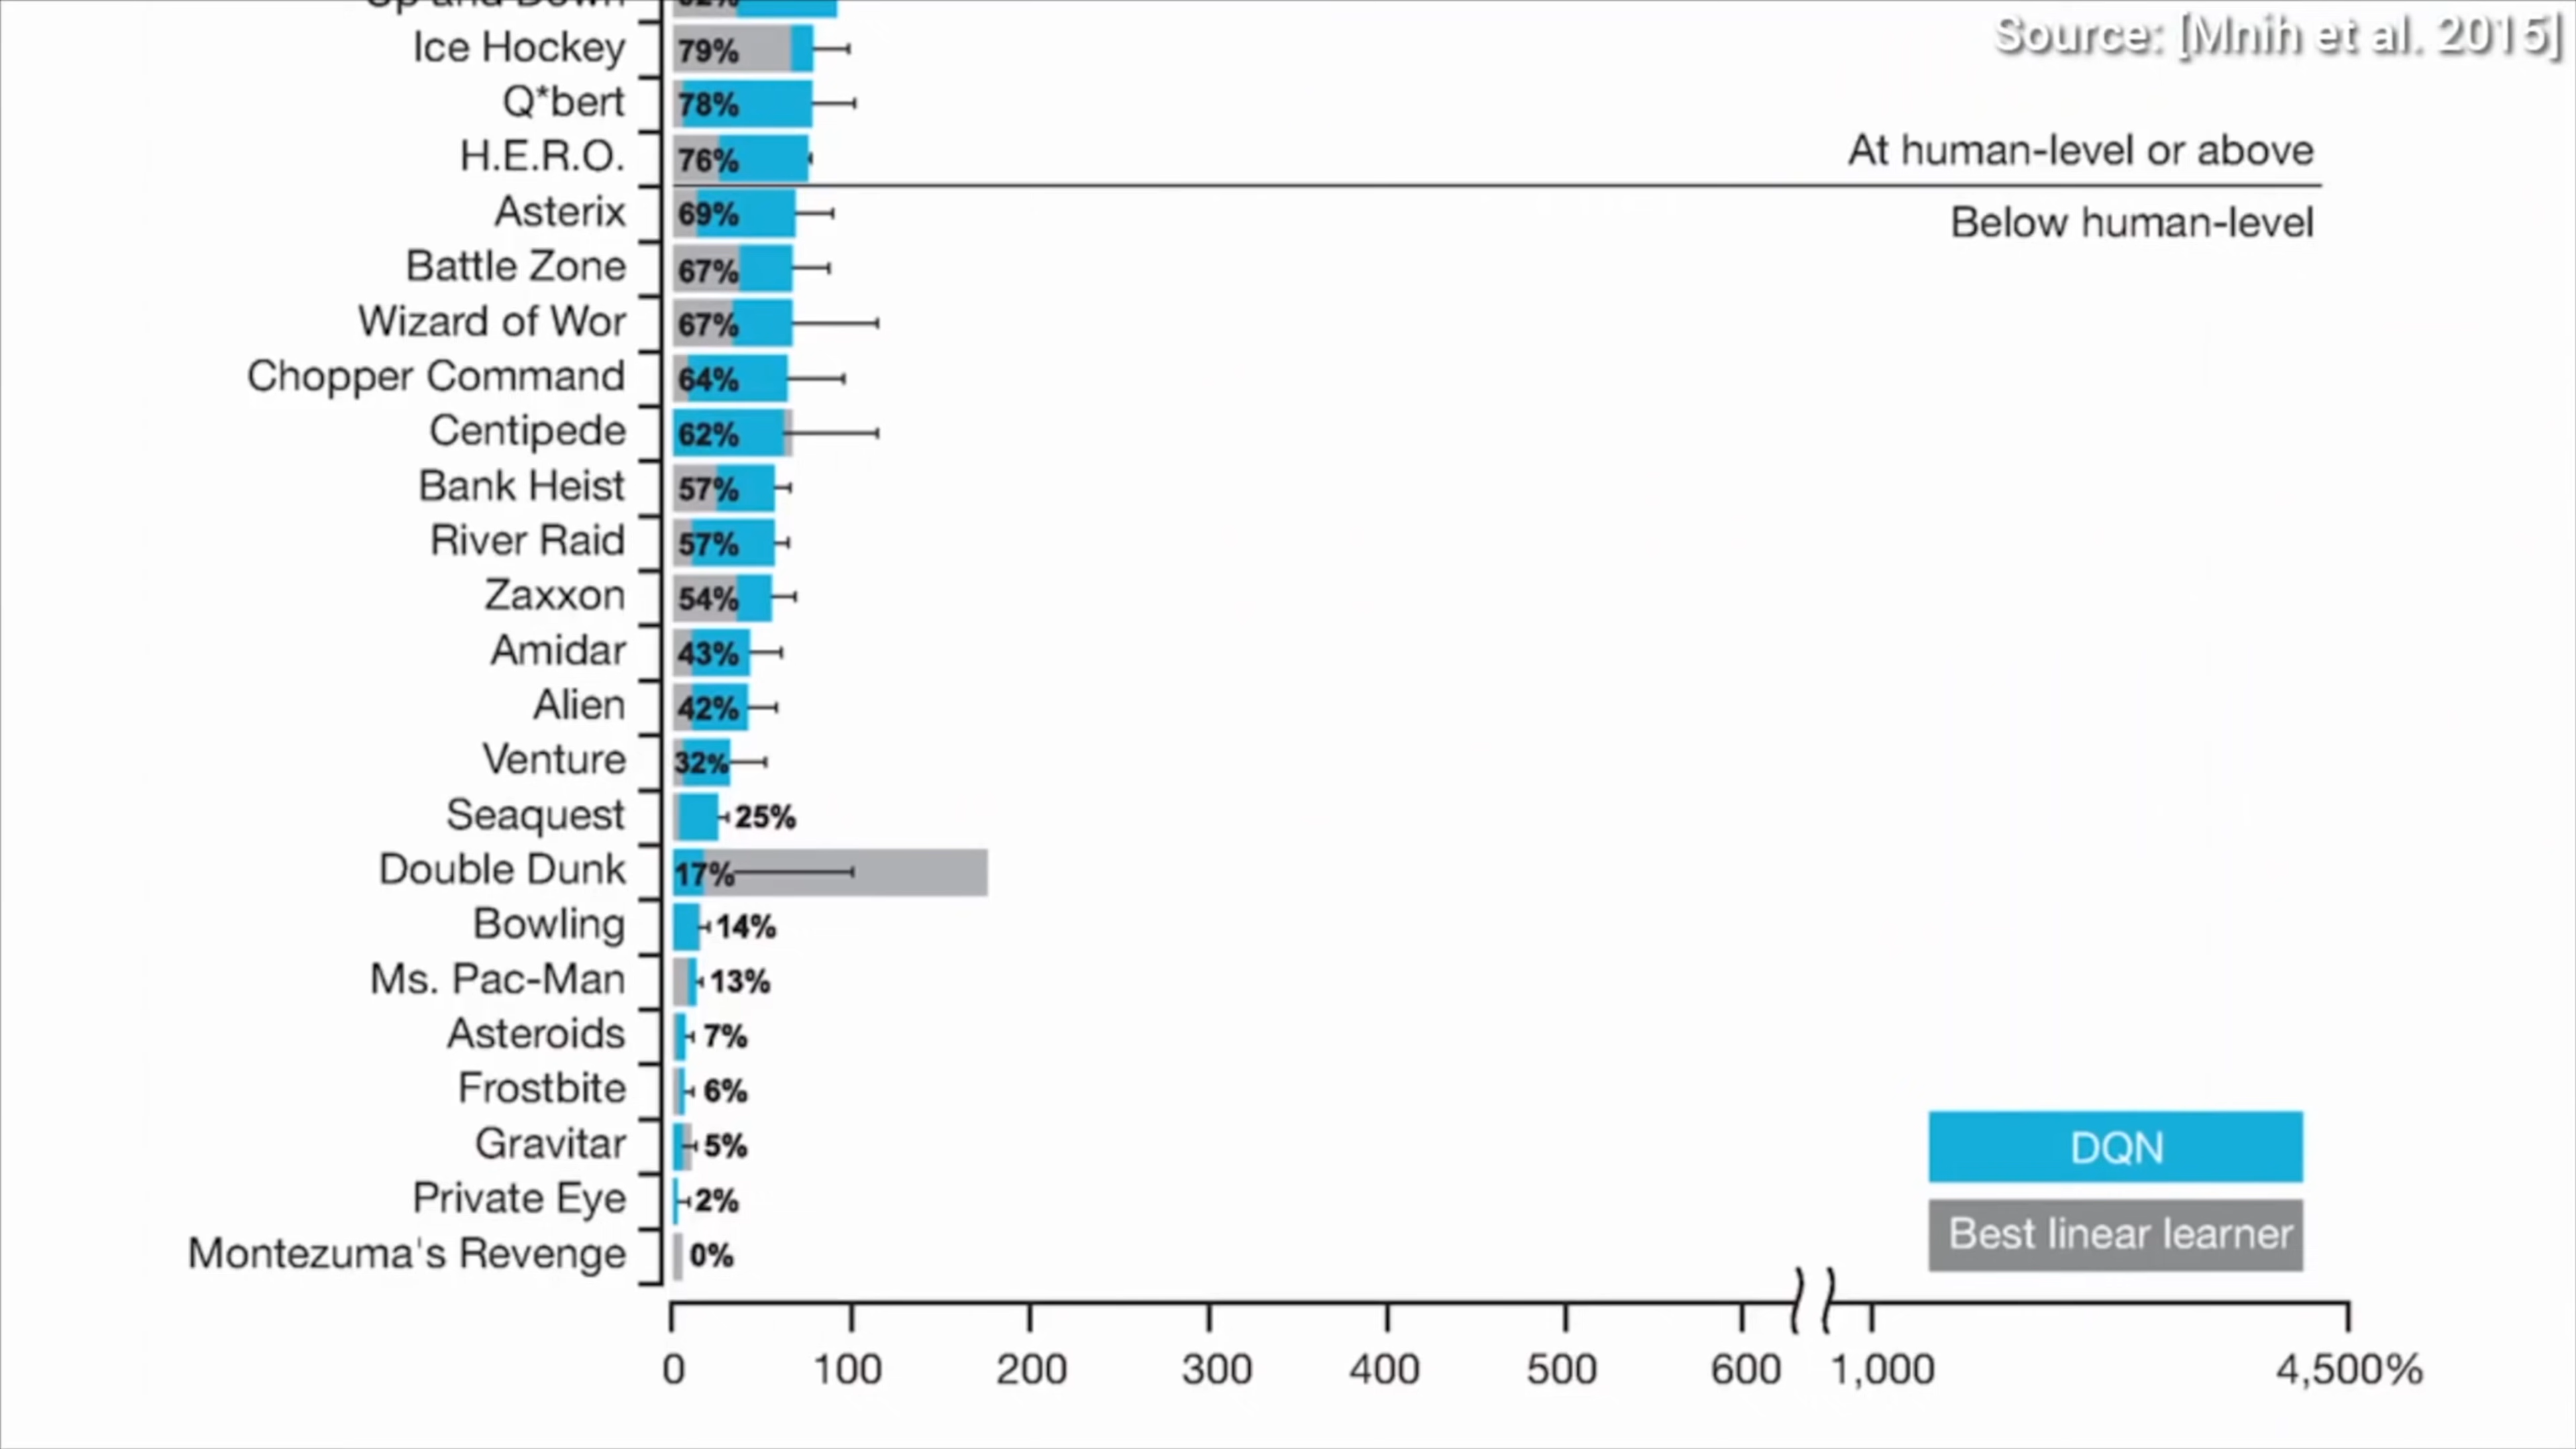 Source: [Mnih et al. 2015]
Up and Down
Ice Hockey 79%
Q*bert 78%
H.E.R.O. 76%
At human-level or above
Asterix 69%
Below human-level
Battle Zone 67%
Wizard of Wor 67%
Chopper Command 64%
Centipede 62%
Bank Heist 57%
River Raid 57%
Zaxxon 54%
Amidar 43%
Alien 42%
Venture 32%
Seaquest 25%
Double Dunk 17%
Bowling 14%
Ms. Pac-Man 13%
Asteroids 7%
Frostbite 6%
Gravitar 5%
Private Eye 2%
Montezuma's Revenge 0%
DQN
Best linear learner
0 100 200 300 400 500 600 1,000 4,500%